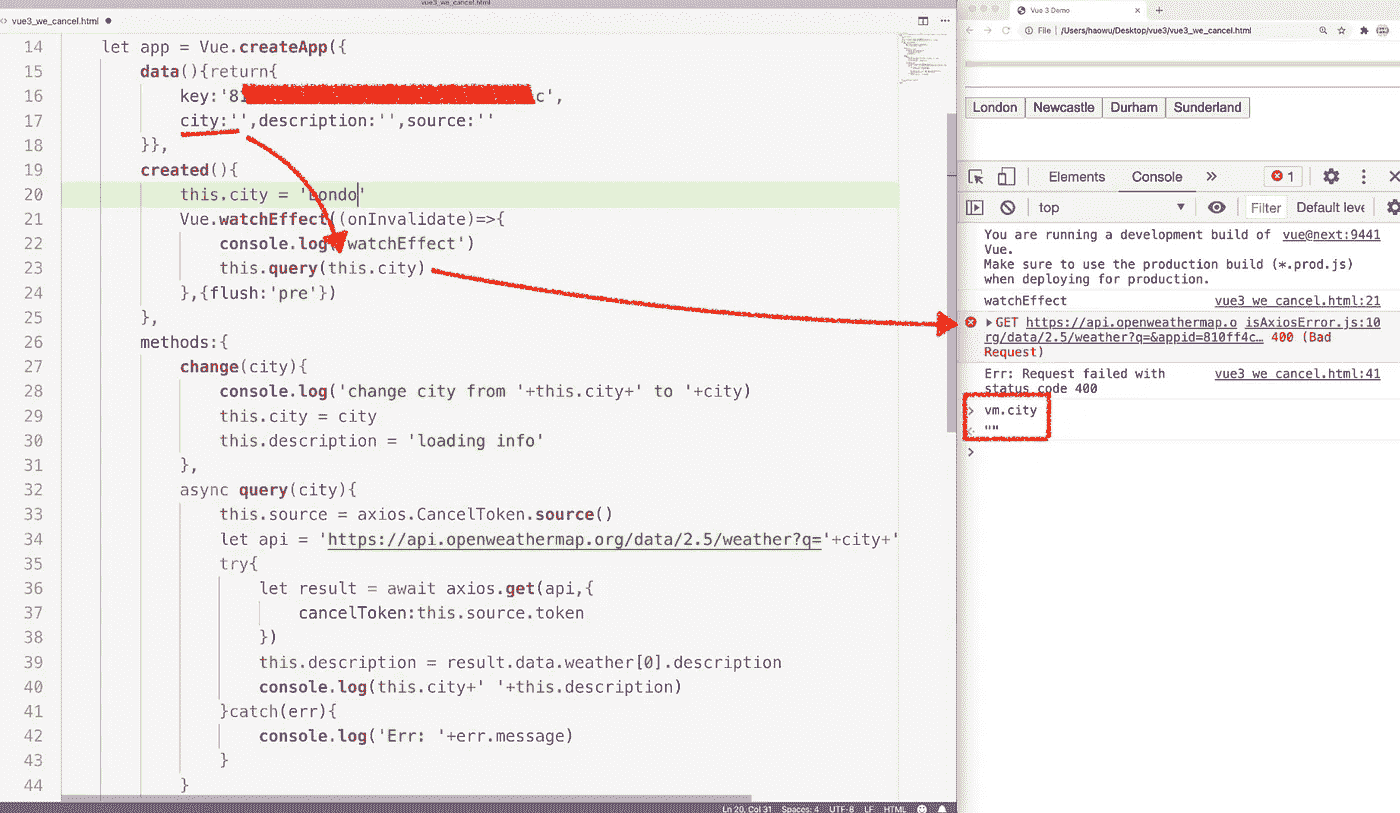 vue3_we_cancel.html
vue3_we_cancel.html
14 let app = Vue.createApp({
15 data(){return{
16 key:'8 c',
17 city:'',description:'',source:''
18 }},
19 created(){
20 this.city = 'ondo'
21 Vue.watchEffect((onInvalidate)=>{
22 console.log('watchEffect')
23 this.query(this.city)
24 },{flush:'pre'})
25 },
26 methods:{
27 change(city){
28 console.log('change city from '+this.city+' to '+city)
29 this.city = city
30 this.description = 'loading info'
31 },
32 async query(city){
33 this.source = axios.CancelToken.source()
34 let api = 'https://api.openweathermap.org/data/2.5/weather?q='+city+'
35 try{
36 let result = await axios.get(api,{
37 cancelToken:this.source.token
38 })
39 this.description = result.data.weather[0].description
40 console.log(this.city+' '+this.description)
41 }catch(err){
42 console.log('Err: '+err.message)
43 }
44 }
Ln 20, Col 31 Spaces: 4 UTF-8 LF HTML
Vue 3 Demo
File /Users/haowu/Desktop/vue3/vue3_we_cancel.html
London Newcastle Durham Sunderland
Elements Console 1
top Filter Default leve
You are running a development build of vue@next:9441
Vue.
Make sure to use the production build (*.prod.js)
when deploying for production.
watchEffect vue3_we_cancel.html:21
GET https://api.openweathermap.o isAxiosError.js:10
rg/data/2.5/weather?q=&appid=810ff4c… 400 (Bad
Request)
Err: Request failed with vue3_we_cancel.html:41
status code 400
vm.city
""